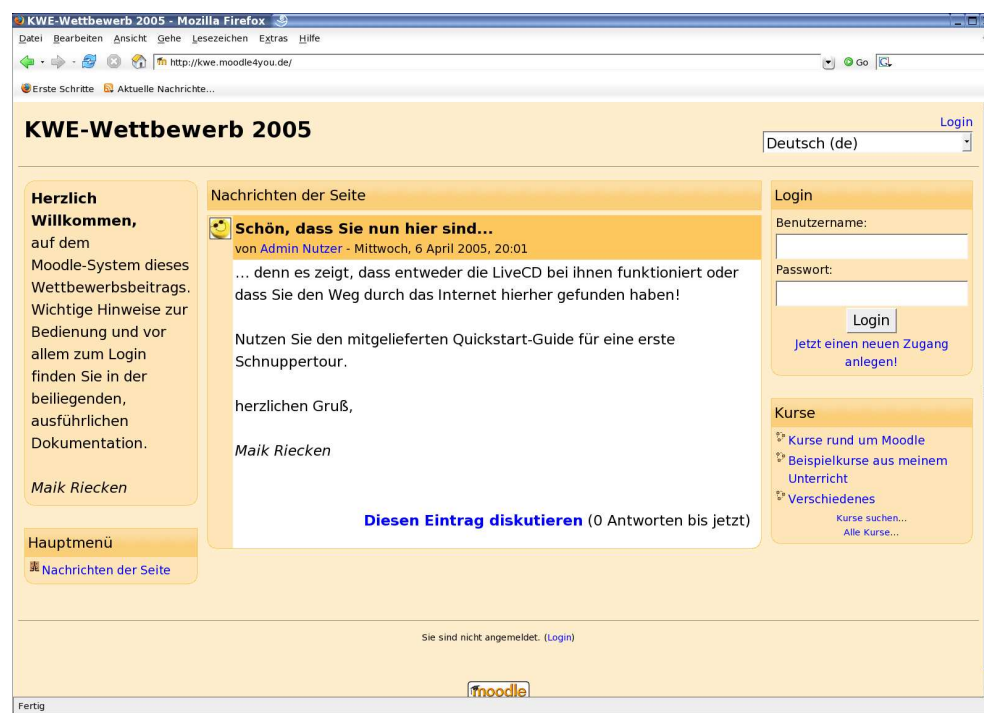 KWE-Wettbewerb 2005 - Mozilla Firefox
Datei Bearbeiten Ansicht Gehe Lesezeichen Extras Hilfe
http://kwe.moodle4you.de/ Go G
Erste Schritte Aktuelle Nachrichte...
KWE-Wettbewerb 2005
Login
Deutsch (de)
Herzlich
Willkommen,
auf dem
Moodle-System dieses
Wettbewerbsbeitrags.
Wichtige Hinweise zur
Bedienung und vor
allem zum Login
finden Sie in der
beiliegenden,
ausführlichen
Dokumentation.
Maik Riecken
Hauptmenü
Nachrichten der Seite
Nachrichten der Seite
Schön, dass Sie nun hier sind...
von Admin Nutzer - Mittwoch, 6 April 2005, 20:01
... denn es zeigt, dass entweder die LiveCD bei ihnen funktioniert oder
dass Sie den Weg durch das Internet hierher gefunden haben!
Nutzen Sie den mitgelieferten Quickstart-Guide für eine erste
Schnuppertour.
herzlichen Gruß,
Maik Riecken
Diesen Eintrag diskutieren (0 Antworten bis jetzt)
Login
Benutzername:
Passwort:
Login
Jetzt einen neuen Zugang
anlegen!
Kurse
Kurse rund um Moodle
Beispielkurse aus meinem
Unterricht
Verschiedenes
Kurse suchen...
Alle Kurse...
Sie sind nicht angemeldet. (Login)
moodle
Fertig